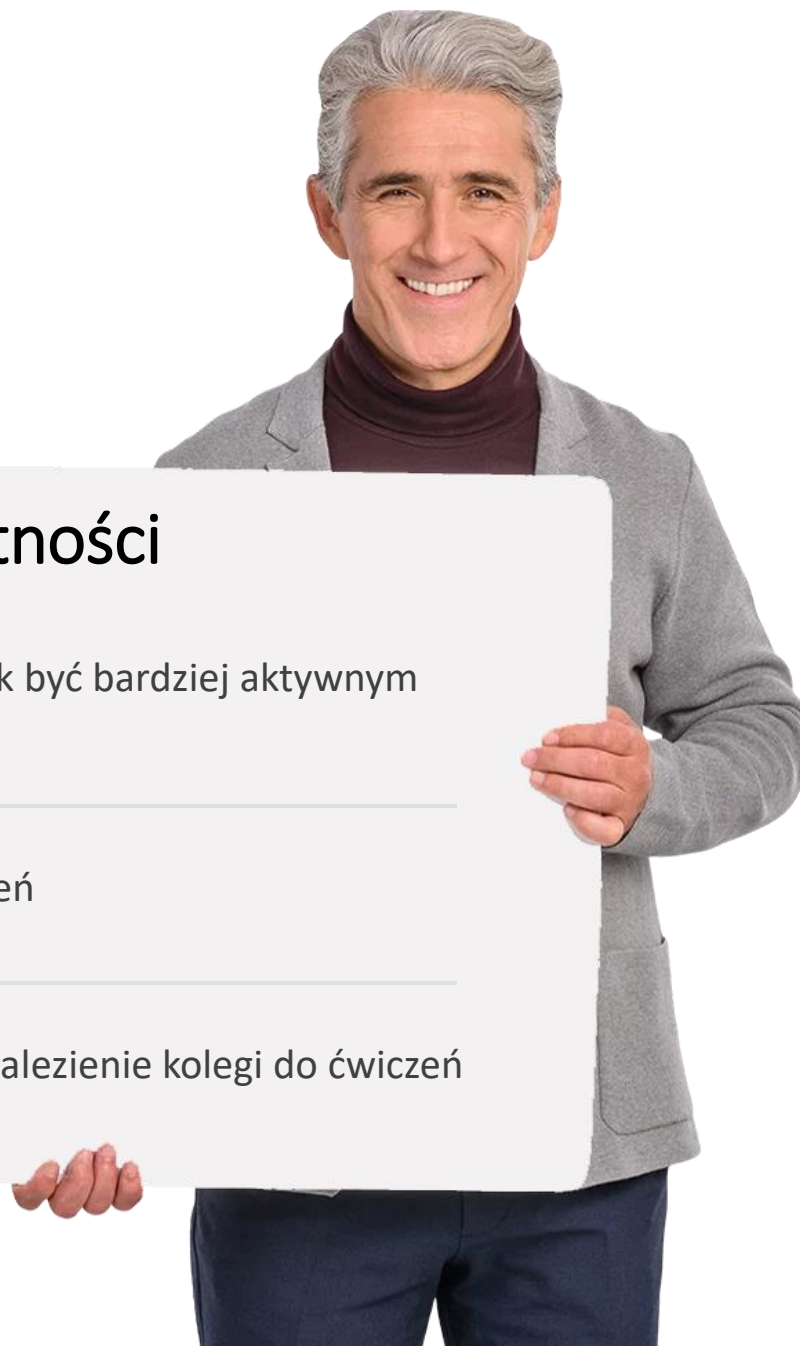 tności
k być bardziej aktywnym
eń
alezienie kolegi do ćwiczeń